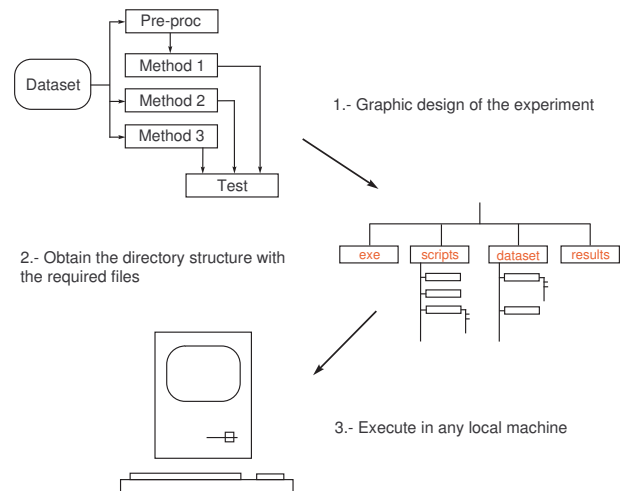 Pre-proc
Method 1
Dataset
Method 2
Method 3
Test
1.- Graphic design of the experiment
2.- Obtain the directory structure with
the required files
exe
scripts
dataset
results
3.- Execute in any local machine